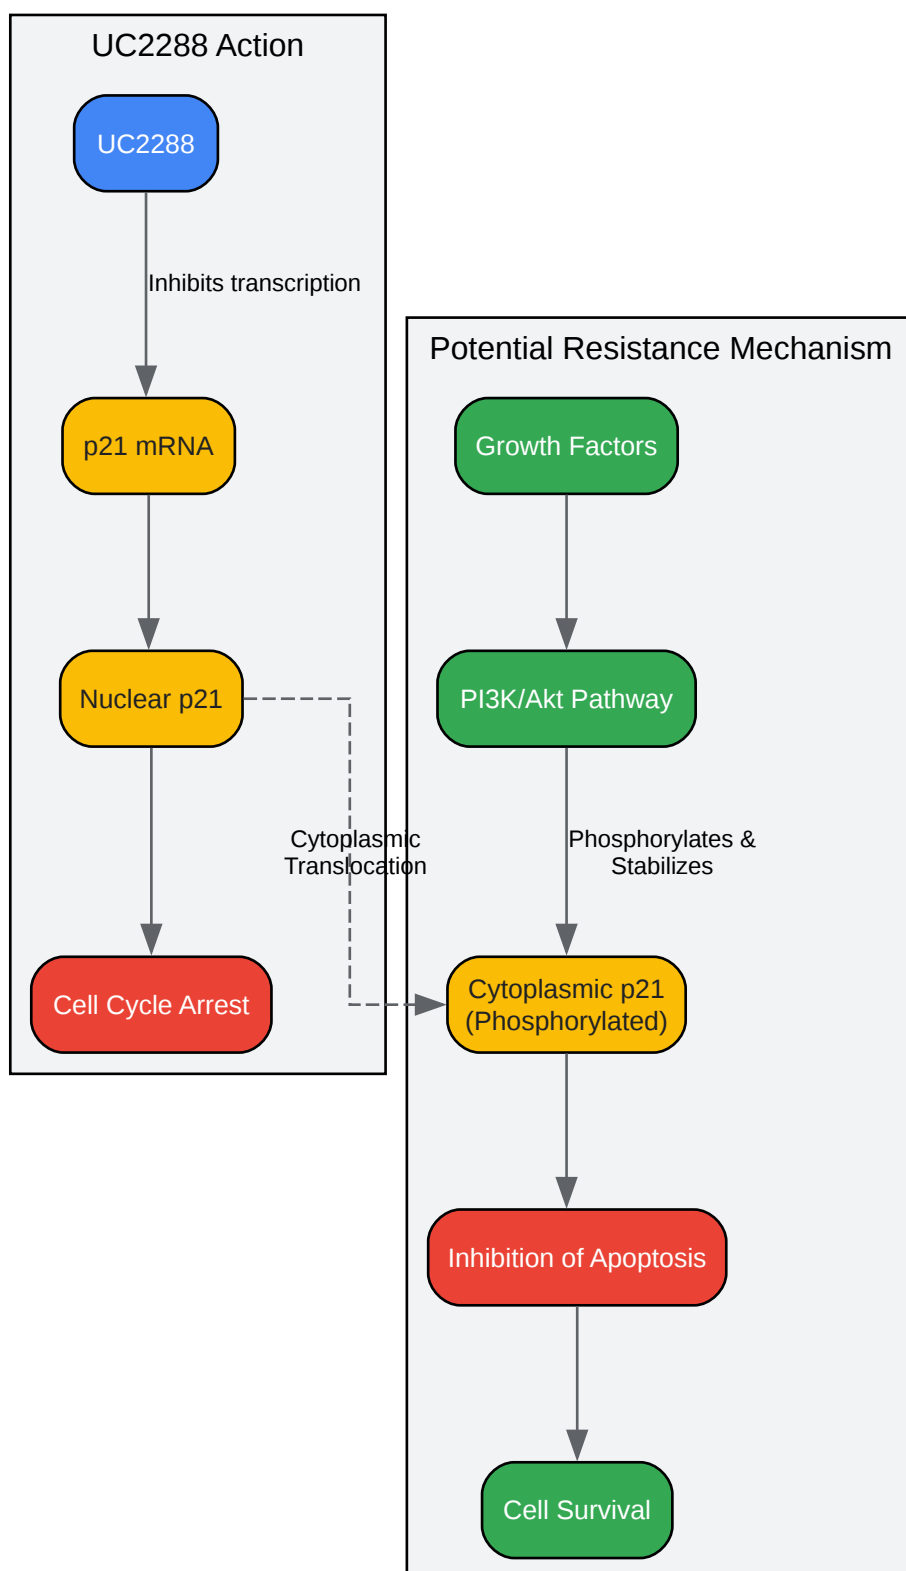 UC2288 Action
UC2288
Inhibits transcription
p21 mRNA
Nuclear p21
Cytoplasmic
Translocation
Cell Cycle Arrest
Potential Resistance Mechanism
Growth Factors
PI3K/Akt Pathway
Phosphorylates &
Stabilizes
Cytoplasmic p21
(Phosphorylated)
Inhibition of Apoptosis
Cell Survival